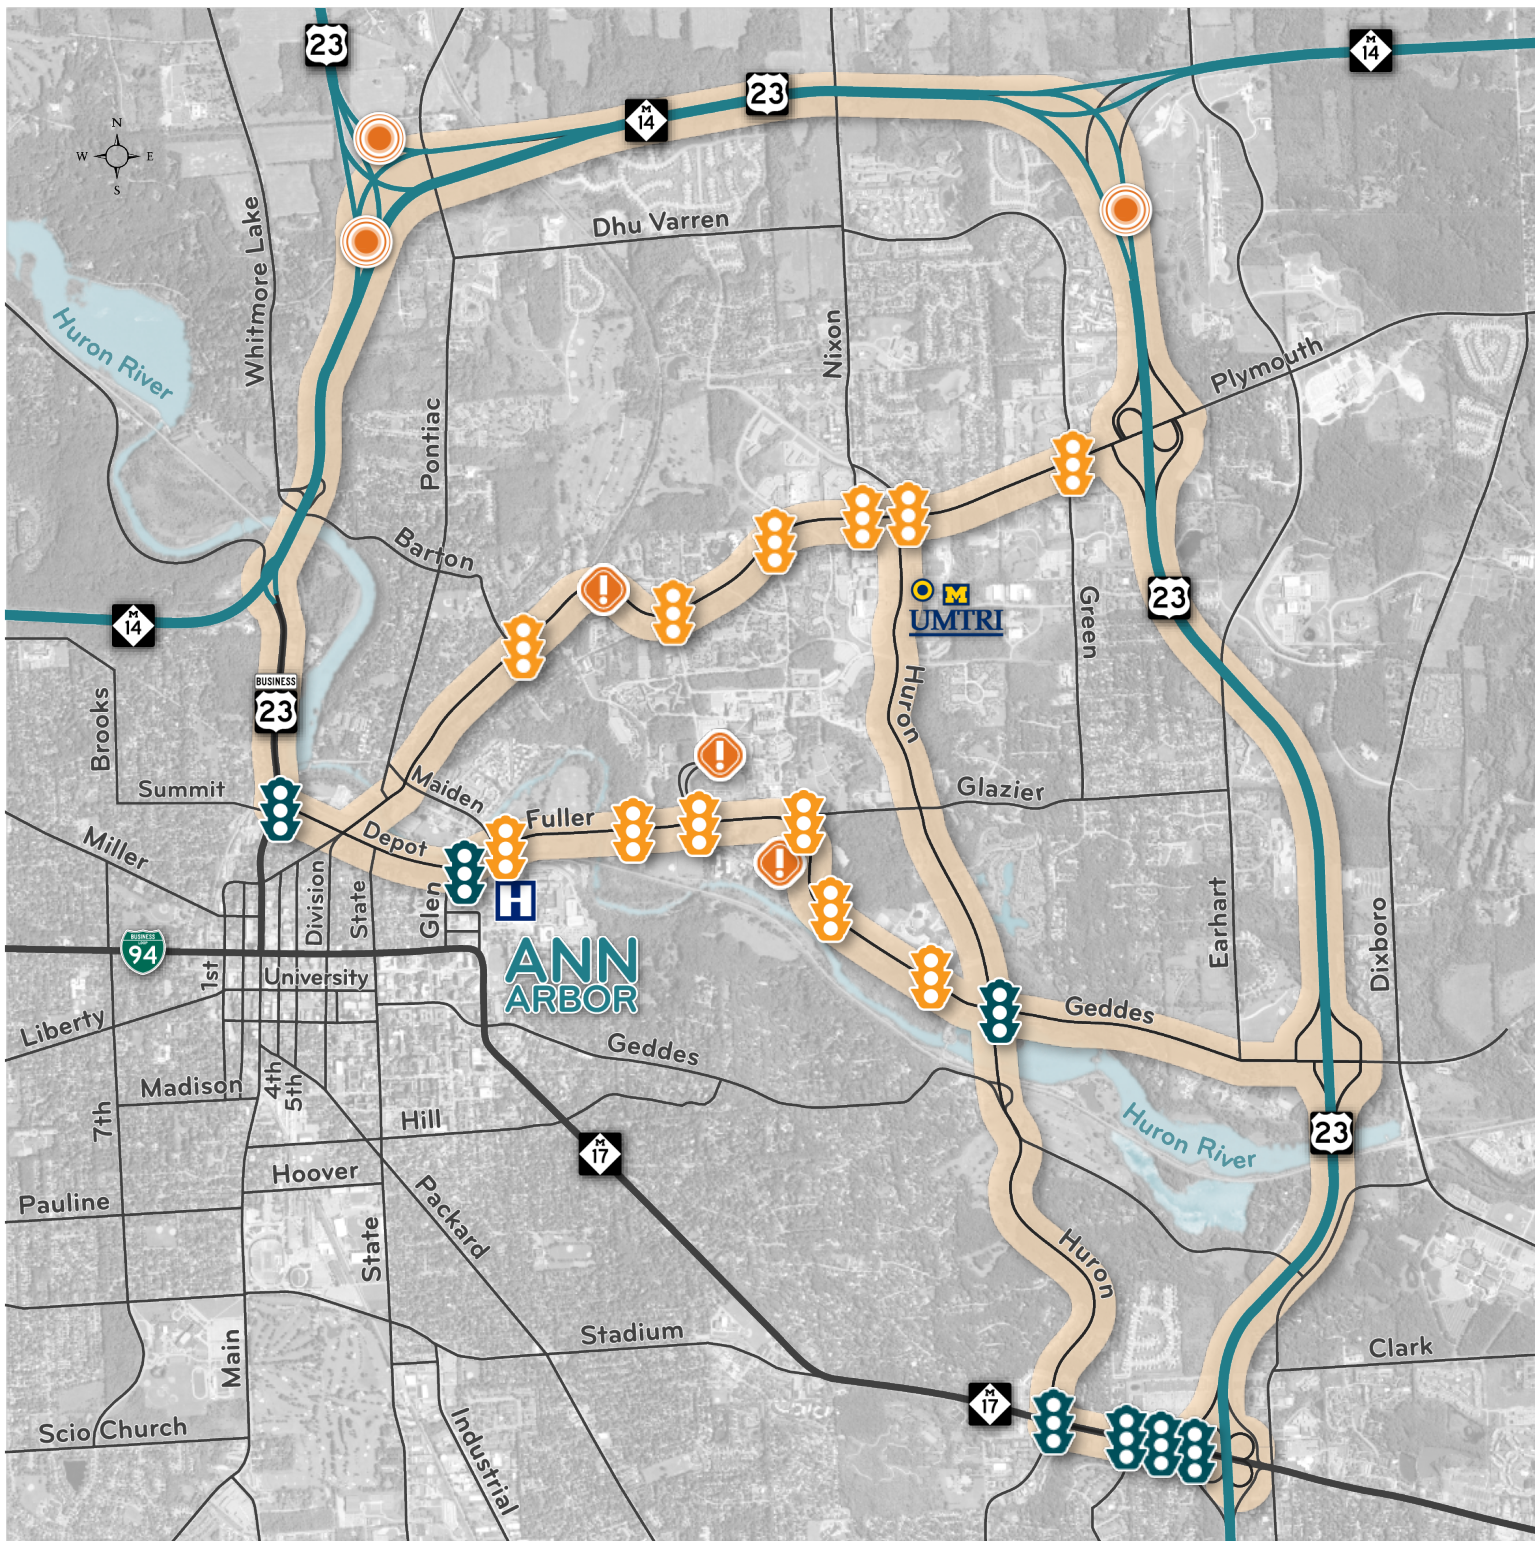 23
M
14
23
M
14
N
W
E
S
Dhu Varren
Whitmore Lake
Huron River
Nixon
Plymouth
Pontiac
Barton
!
M
UMTRI
Green
23
M
14
BUSINESS
23
Huron
Brooks
Summit
Maiden
!
Glazier
Miller
Depot
Fuller
!
Division
State
Glen
H
Earhart
Dixboro
BUSINESS
LOOP
94
ANN
ARBOR
1st
University
Liberty
Geddes
Geddes
Madison
4th
5th
7th
Hill
Huron River
23
M
17
Hoover
Pauline
Packard
State
Huron
Main
Stadium
Clark
Scio Church
Industrial
M
17